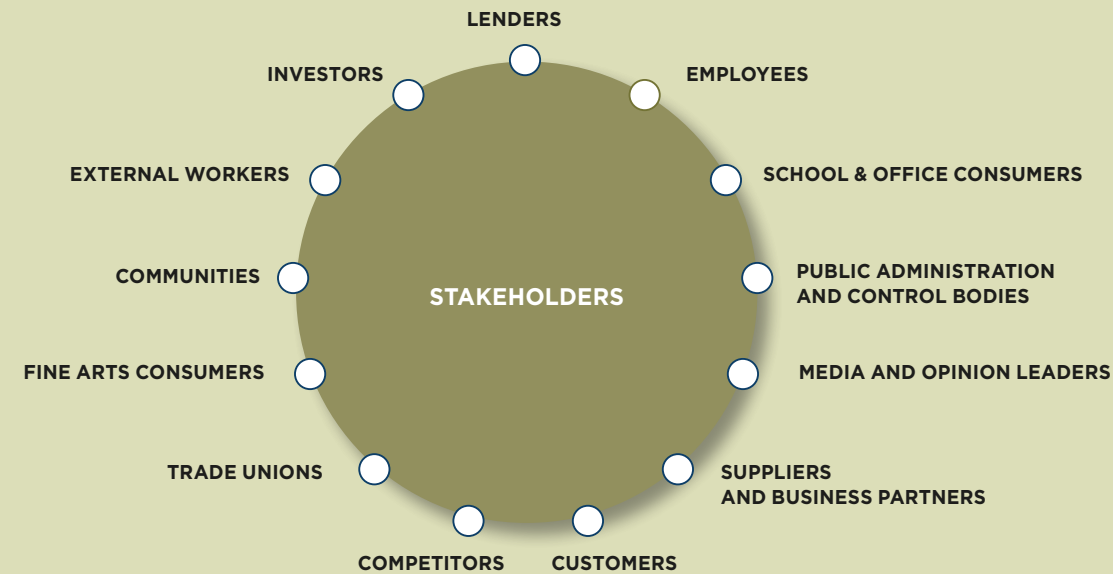 LENDERS
INVESTORS
EMPLOYEES
EXTERNAL WORKERS
SCHOOL & OFFICE CONSUMERS
COMMUNITIES
PUBLIC ADMINISTRATION
AND CONTROL BODIES
STAKEHOLDERS
FINE ARTS CONSUMERS
MEDIA AND OPINION LEADERS
TRADE UNIONS
SUPPLIERS
AND BUSINESS PARTNERS
COMPETITORS
CUSTOMERS